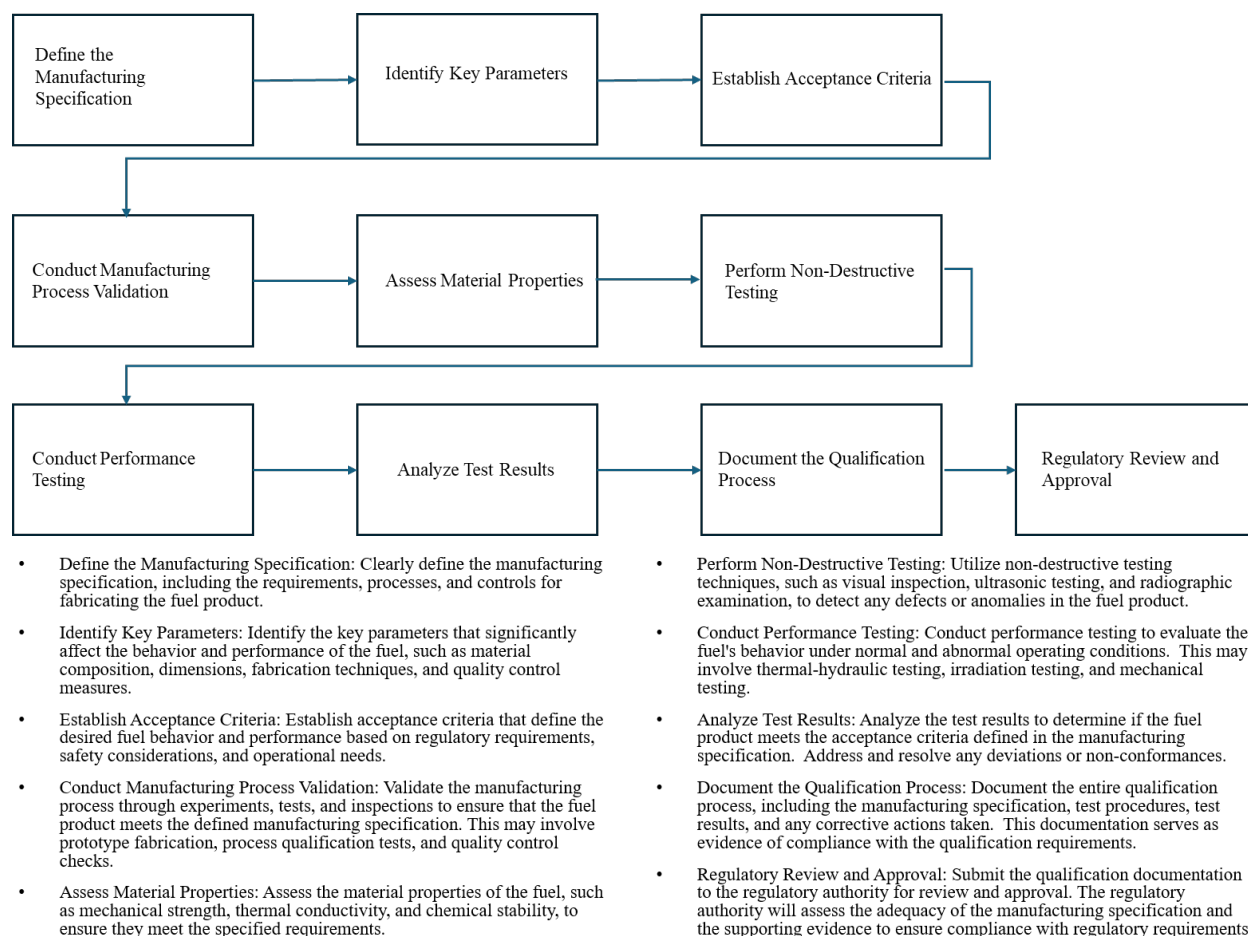 Define the
Manufacturing
Specification
Identify Key Parameters
Establish Acceptance Criteria
Conduct Manufacturing
Process Validation
Assess Material Properties
Perform Non-Destructive
Testing
Conduct Performance
Testing
Analyze Test Results
Document the Qualification
Process
Regulatory Review and
Approval
• Define the Manufacturing Specification: Clearly define the manufacturing
specification, including the requirements, processes, and controls for
fabricating the fuel product.
• Identify Key Parameters: Identify the key parameters that significantly
affect the behavior and performance of the fuel, such as material
composition, dimensions, fabrication techniques, and quality control
measures.
• Establish Acceptance Criteria: Establish acceptance criteria that define the
desired fuel behavior and performance based on regulatory requirements,
safety considerations, and operational needs.
• Conduct Manufacturing Process Validation: Validate the manufacturing
process through experiments, tests, and inspections to ensure that the fuel
product meets the defined manufacturing specification. This may involve
prototype fabrication, process qualification tests, and quality control
checks.
• Assess Material Properties: Assess the material properties of the fuel, such
as mechanical strength, thermal conductivity, and chemical stability, to
ensure they meet the specified requirements.
• Perform Non-Destructive Testing: Utilize non-destructive testing
techniques, such as visual inspection, ultrasonic testing, and radiographic
examination, to detect any defects or anomalies in the fuel product.
• Conduct Performance Testing: Conduct performance testing to evaluate the
fuel's behavior under normal and abnormal operating conditions. This may
involve thermal-hydraulic testing, irradiation testing, and mechanical
testing.
• Analyze Test Results: Analyze the test results to determine if the fuel
product meets the acceptance criteria defined in the manufacturing
specification. Address and resolve any deviations or non-conformances.
• Document the Qualification Process: Document the entire qualification
process, including the manufacturing specification, test procedures, test
results, and any corrective actions taken. This documentation serves as
evidence of compliance with the qualification requirements.
• Regulatory Review and Approval: Submit the qualification documentation
to the regulatory authority for review and approval. The regulatory
authority will assess the adequacy of the manufacturing specification and
the supporting evidence to ensure compliance with regulatory requirements